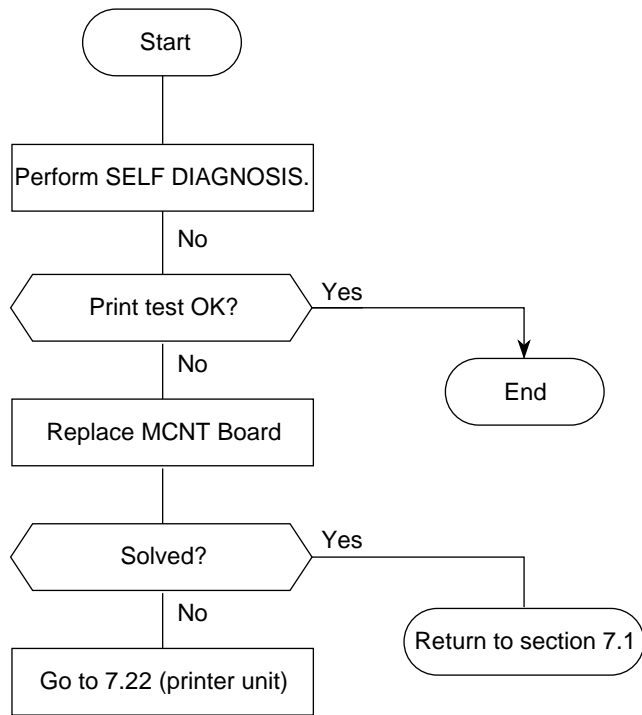 Start
Perform SELF DIAGNOSIS.
No
Print test OK?
Yes
No
End
Replace MCNT Board
Solved?
Yes
No
Return to section 7.1
Go to 7.22 (printer unit)